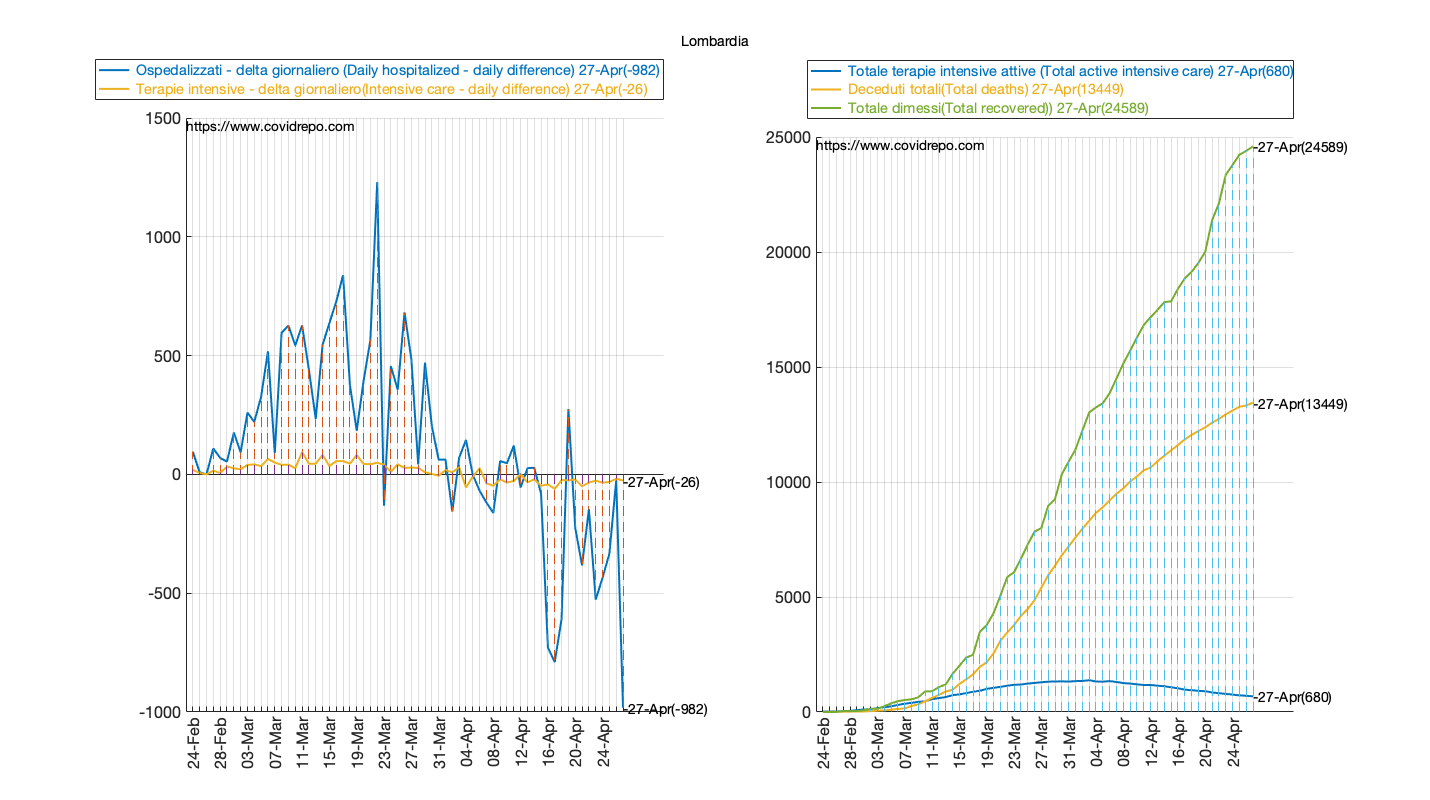 Lombardia
Ospedalizzati - delta giornaliero (Daily hospitalized - daily difference) 27-Apr(-982)
Terapie intensive - delta giornaliero(Intensive care - daily difference) 27-Apr(-26)
1500
https://www.covidrepo.com
1000
500
0
-500
-1000
-27-Apr(-26)
-27-Apr(-982)
24-Feb
28-Feb
03-Mar
07-Mar
11-Mar
15-Mar
19-Mar
23-Mar
27-Mar
31-Mar
04-Apr
08-Apr
12-Apr
16-Apr
20-Apr
24-Apr
Totale terapie intensive attive (Total active intensive care) 27-Apr(680)
Deceduti totali(Total deaths) 27-Apr(13449)
Totale dimessi(Total recovered)) 27-Apr(24589)
25000
https://www.covidrepo.com
20000
15000
10000
5000
0
-27-Apr(24589)
-27-Apr(13449)
-27-Apr(680)
24-Feb
28-Feb
03-Mar
07-Mar
11-Mar
15-Mar
19-Mar
23-Mar
27-Mar
31-Mar
04-Apr
08-Apr
12-Apr
16-Apr
20-Apr
24-Apr